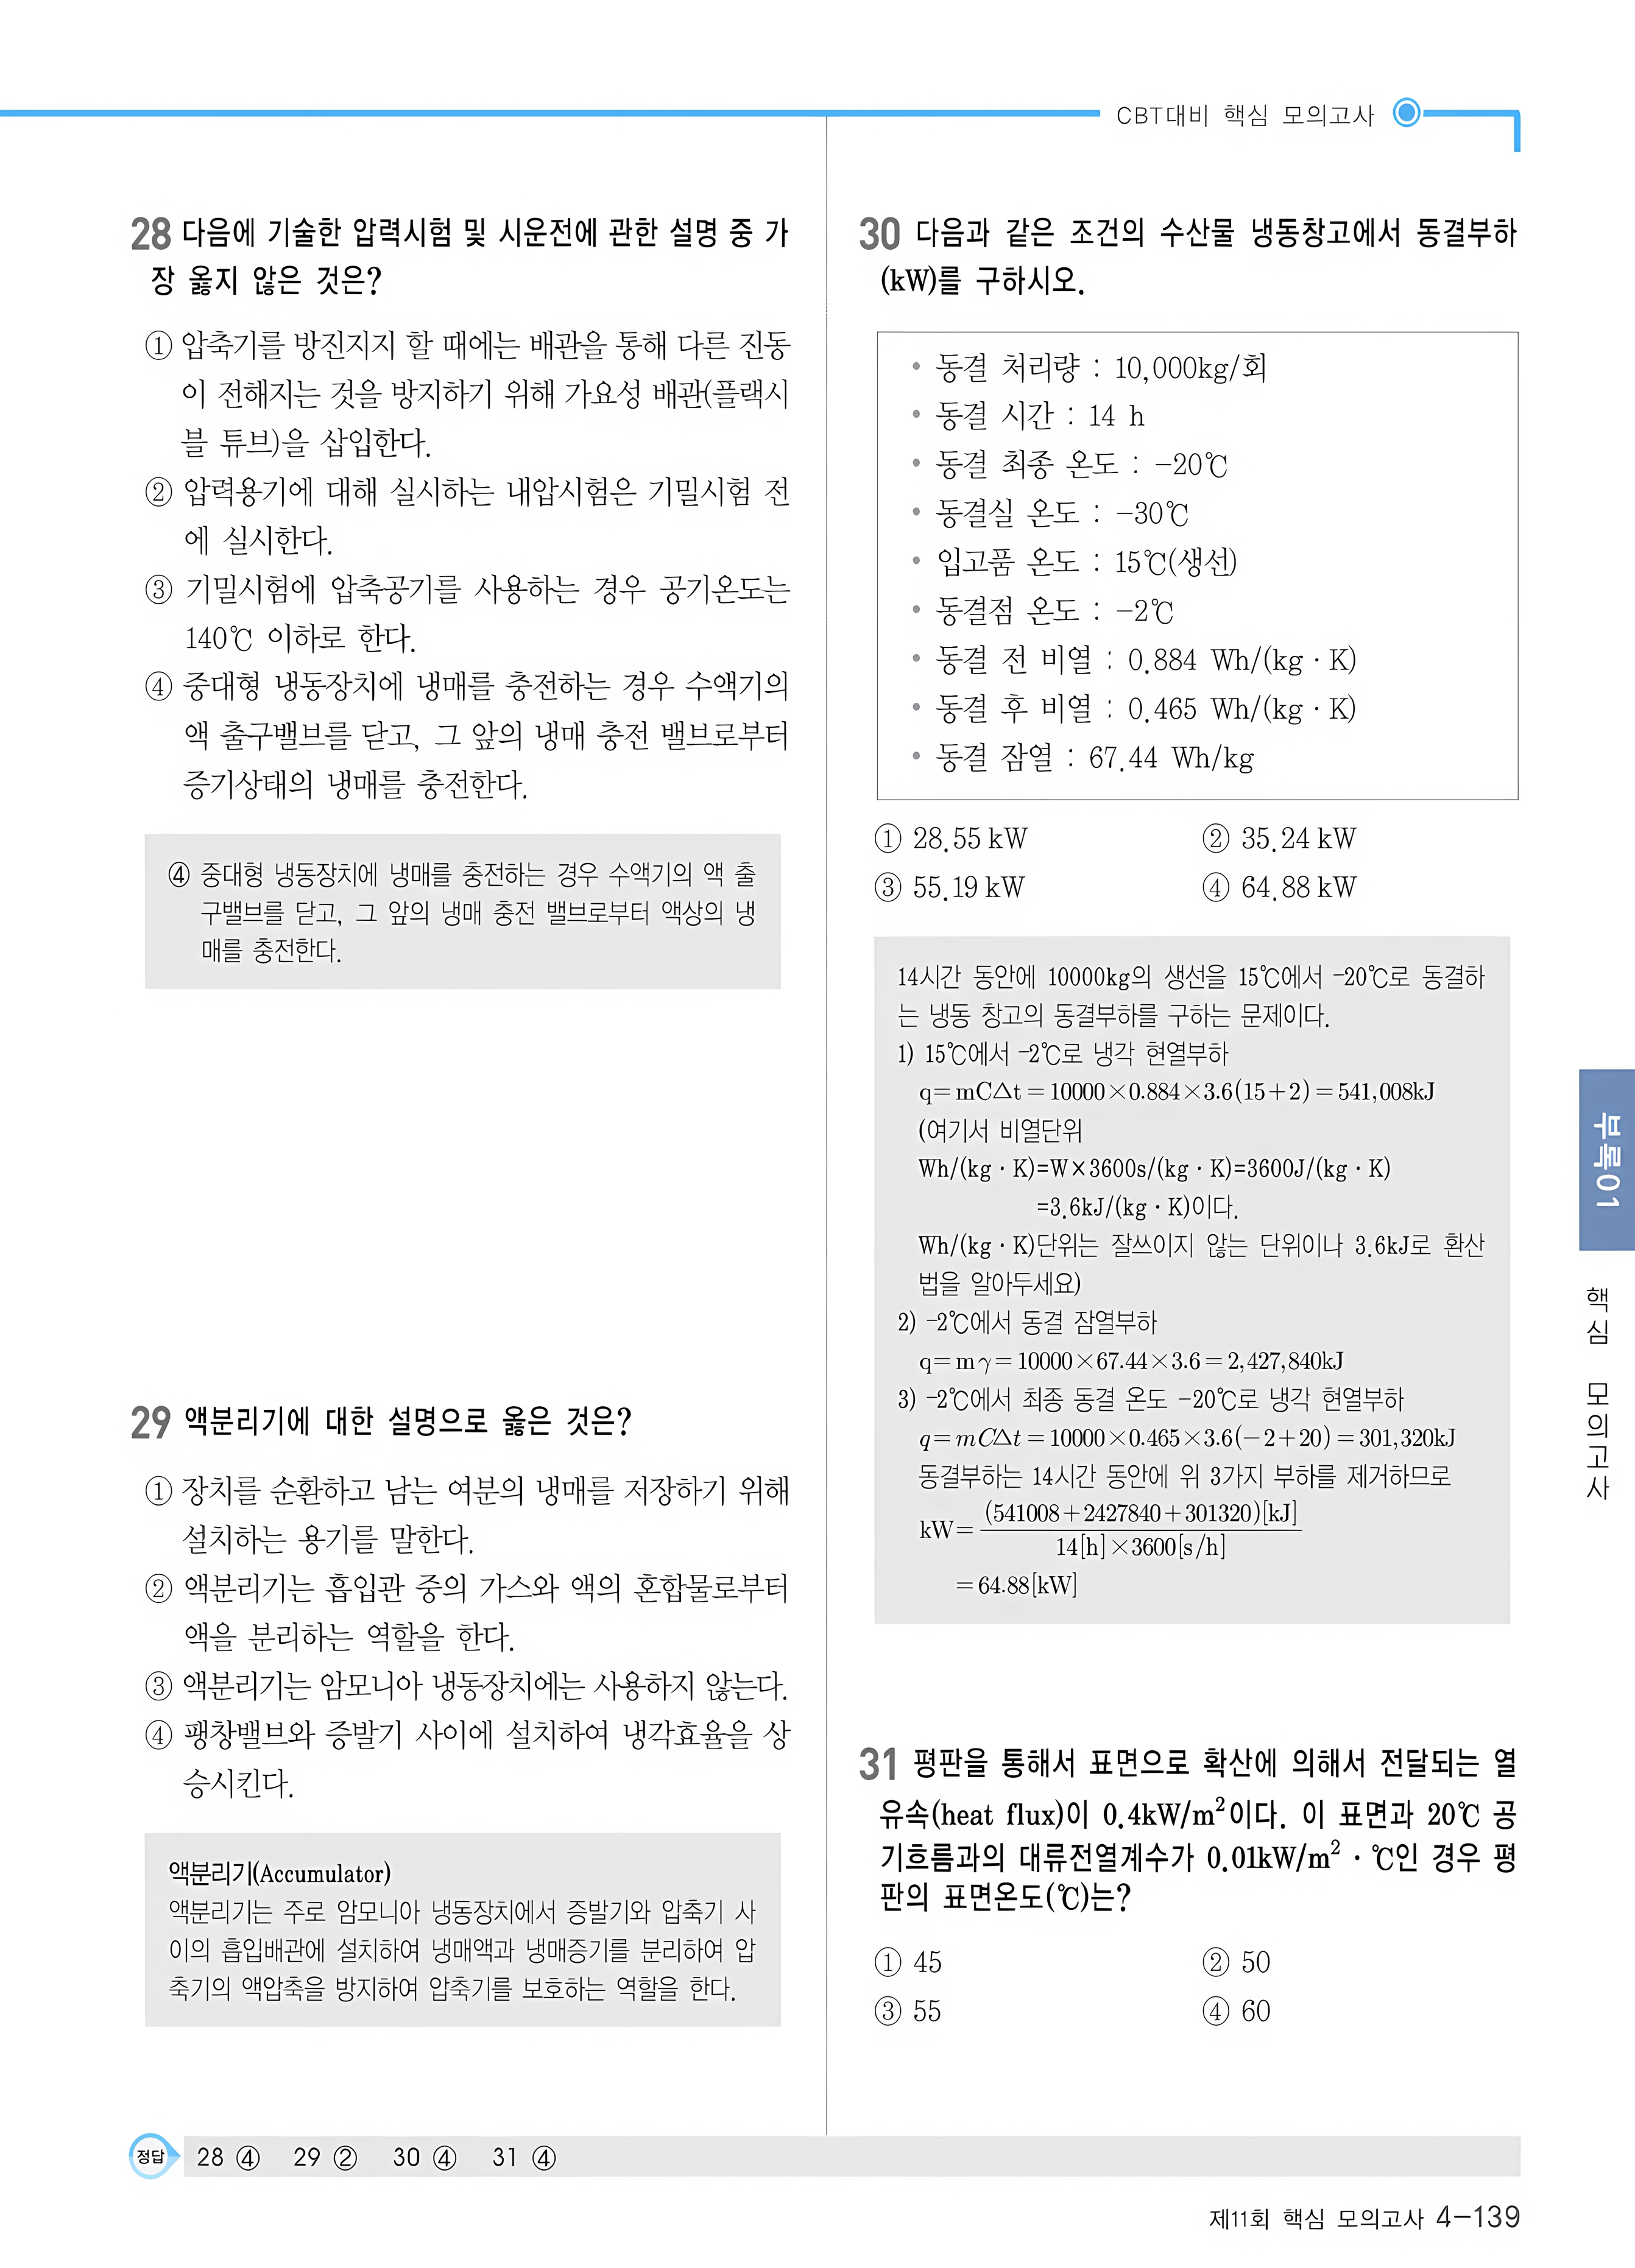 CBT대비 핵심 모의고사
28 다음에 기술한 압력시험 및 시운전에 관한 설명 중 가
장 옳지 않은 것은?
① 압축기를 방진지지 할 때에는 배관을 통해 다른 진동
이 전해지는 것을 방지하기 위해 가요성 배관(플랙시
블 튜브)을 삽입한다.
② 압력용기에 대해 실시하는 내압시험은 기밀시험 전
에 실시한다.
③ 기밀시험에 압축공기를 사용하는 경우 공기온도는
140℃ 이하로 한다.
④ 중대형 냉동장치에 냉매를 충전하는 경우 수액기의
액 출구밸브를 닫고, 그 앞의 냉매 충전 밸브로부터
증기상태의 냉매를 충전한다.
④ 중대형 냉동장치에 냉매를 충전하는 경우 수액기의 액 출
구밸브를 닫고, 그 앞의 냉매 충전 밸브로부터 액상의 냉
매를 충전한다.
29 액분리기에 대한 설명으로 옳은 것은?
① 장치를 순환하고 남는 여분의 냉매를 저장하기 위해
설치하는 용기를 말한다.
② 액분리기는 흡입관 중의 가스와 액의 혼합물로부터
액을 분리하는 역할을 한다.
③ 액분리기는 암모니아 냉동장치에는 사용하지 않는다.
④ 팽창밸브와 증발기 사이에 설치하여 냉각효율을 상
승시킨다.
액분리기(Accumulator)
액분리기는 주로 암모니아 냉동장치에서 증발기와 압축기 사
이의 흡입배관에 설치하여 냉매액과 냉매증기를 분리하여 압
축기의 액압축을 방지하여 압축기를 보호하는 역할을 한다.
30 다음과 같은 조건의 수산물 냉동창고에서 동결부하
(kW)를 구하시오.
• 동결 처리량 : 10,000kg/회
• 동결 시간 : 14 h
• 동결 최종 온도 : -20℃
• 동결실 온도 : -30℃
• 입고품 온도 : 15℃(생선)
• 동결점 온도 : -2℃
• 동결 전 비열 : 0.884 Wh/(kg·K)
• 동결 후 비열 : 0.465 Wh/(kg·K)
• 동결 잠열 : 67.44 Wh/kg
① 28.55 kW ② 35.24 kW
③ 55.19 kW ④ 64.88 kW
14시간 동안에 10000kg의 생선을 15℃에서 -20℃로 동결하
는 냉동 창고의 동결부하를 구하는 문제이다.
1) 15℃에서 -2℃로 냉각 현열부하
q=mC△t=10000×0.884×3.6(15+2)=541,008kJ
(여기서 비열단위
Wh/(kg·K)=W×3600s/(kg·K)=3600J/(kg·K)
=3.6kJ/(kg·K)이다.
Wh/(kg·K)단위는 잘쓰이지 않는 단위이나 3.6kJ로 환산
법을 알아두세요)
2) -2℃에서 동결 잠열부하
q=mγ=10000×67.44×3.6=2,427,840kJ
3) -2℃에서 최종 동결 온도 -20℃로 냉각 현열부하
q=mC△t=10000×0.465×3.6(-2+20)=301,320kJ
동결부하는 14시간 동안에 위 3가지 부하를 제거하므로
kW= (541008+2427840+301320)[kJ]
14[h]×3600[s/h]
=64.88[kW]
31 평판을 통해서 표면으로 확산에 의해서 전달되는 열
유속(heat flux)이 0.4kW/m²이다. 이 표면과 20℃ 공
기흐름과의 대류전열계수가 0.01kW/m²·℃인 경우 평
판의 표면온도(℃)는?
① 45 ② 50
③ 55 ④ 60
부록01
핵심 모의고사
정답 28 ④ 29 ② 30 ④ 31 ④
제11회 핵심 모의고사 4-139